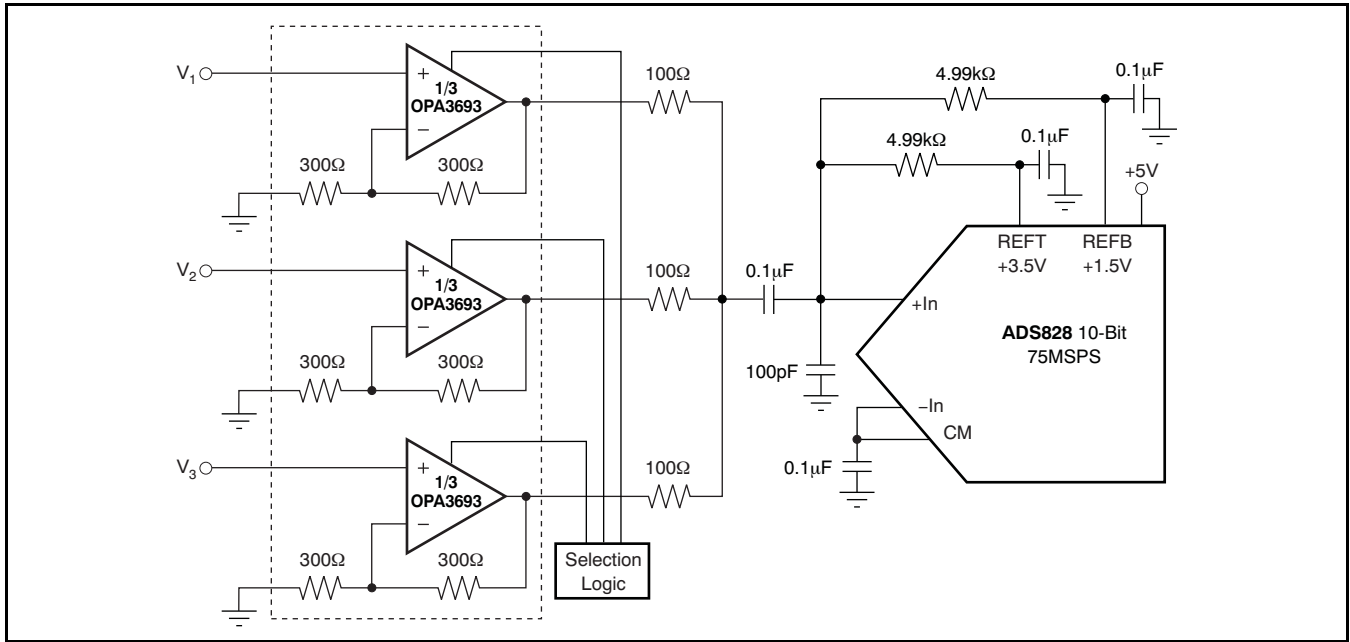 V1
+
1/3
OPA3693
−
300Ω
300Ω
100Ω
V2
+
1/3
OPA3693
−
300Ω
300Ω
100Ω
V3
+
1/3
OPA3693
−
300Ω
300Ω
100Ω
Selection
Logic
0.1μF
4.99kΩ
0.1μF
4.99kΩ
0.1μF
+5V
REFT
+3.5V
REFB
+1.5V
+In
ADS828 10-Bit
75MSPS
100pF
−In
CM
0.1μF